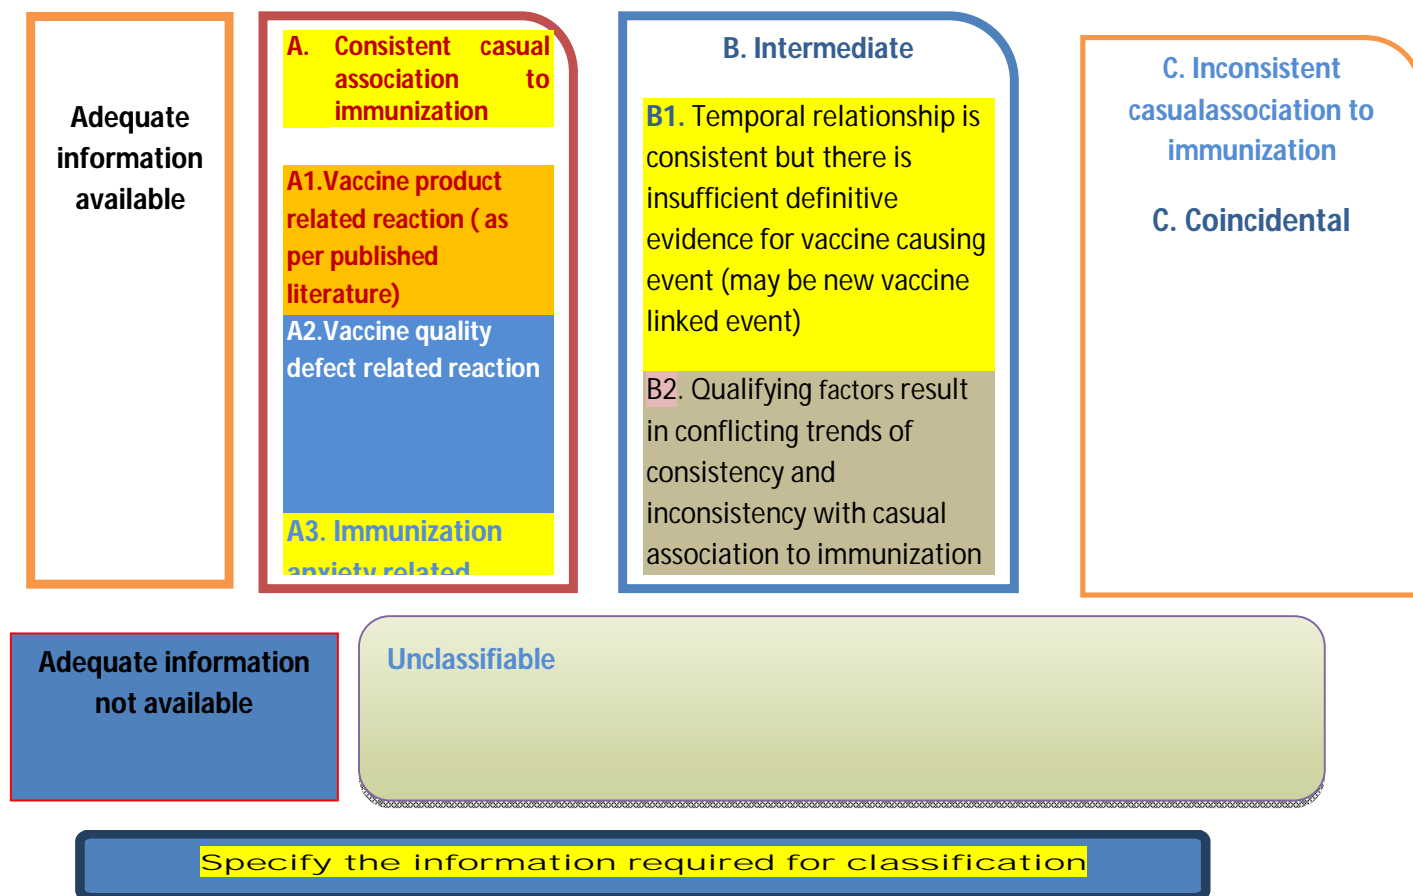 Adequate
information
available
A. Consistent casual
association to
immunization
A1.Vaccine product
related reaction ( as
per published
literature)
A2.Vaccine quality
defect related reaction
A3. Immunization
anxiety related
B. Intermediate
B1. Temporal relationship is
consistent but there is
insufficient definitive
evidence for vaccine causing
event (may be new vaccine
linked event)
B2. Qualifying factors result
in conflicting trends of
consistency and
inconsistency with casual
association to immunization
C. Inconsistent
casualassociation to
immunization
C. Coincidental
Adequate information
not available
Unclassifiable
Specify the information required for classification